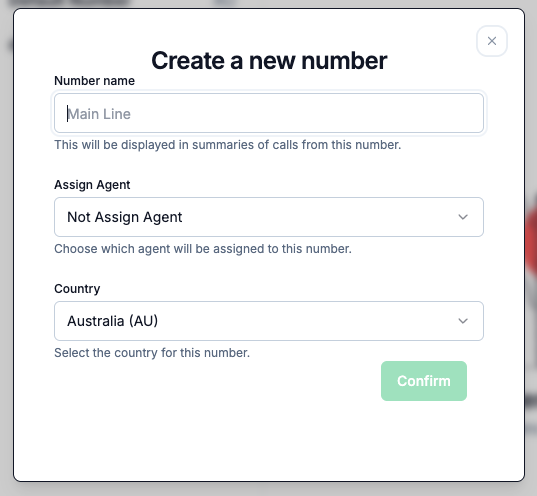 Create a new number
Number name
Main Line
This will be displayed in summaries of calls from this number.
Assign Agent
Not Assign Agent
Choose which agent will be assigned to this number.
Country
Australia (AU)
Select the country for this number.
Confirm